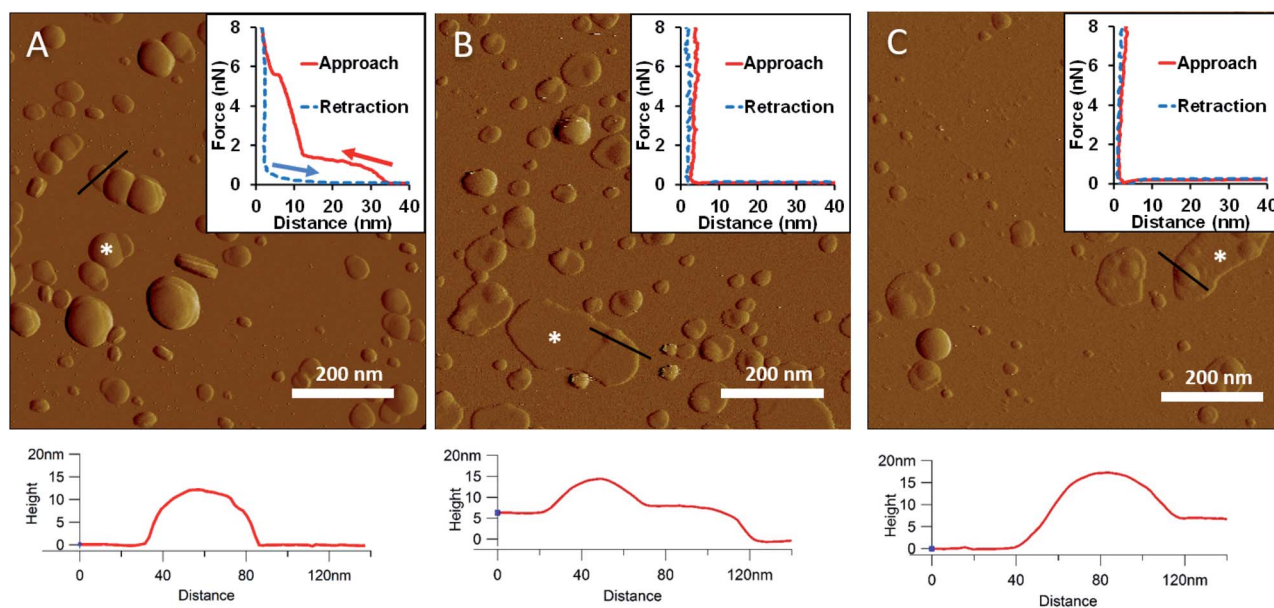 A
8
6
4
2
0
Force (nN)
Approach
Retraction
0 10 20 30 40
Distance (nm)
*
200 nm
B
8
6
4
2
0
Force (nN)
Approach
Retraction
0 10 20 30 40
Distance (nm)
*
200 nm
C
8
6
4
2
0
Force (nN)
Approach
Retraction
0 10 20 30 40
Distance (nm)
*
200 nm
20nm
15
10
5
0
Height
0 40 80 120nm
Distance
20nm
15
10
5
0
Height
0 40 80 120nm
Distance
20nm
15
10
5
0
Height
0 40 80 120nm
Distance